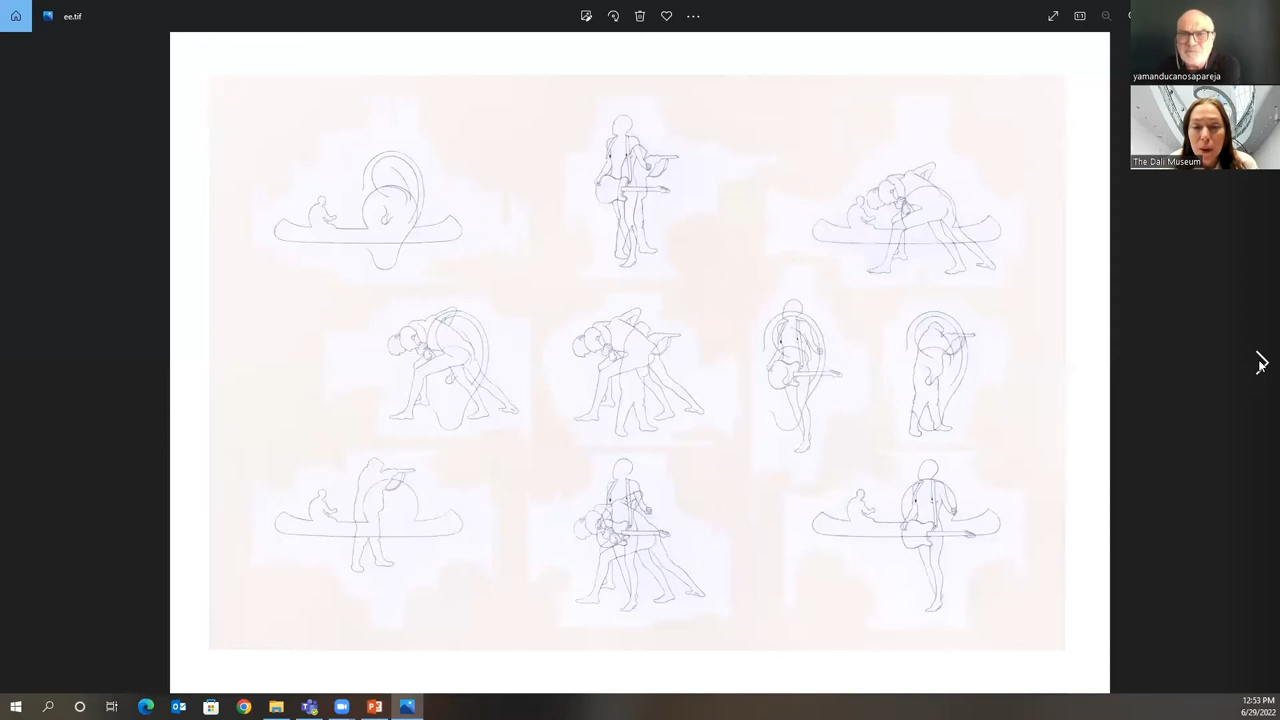 ee.tif
yamanducanosapareja
The Dali Museum
12:53 PM
6/29/2022